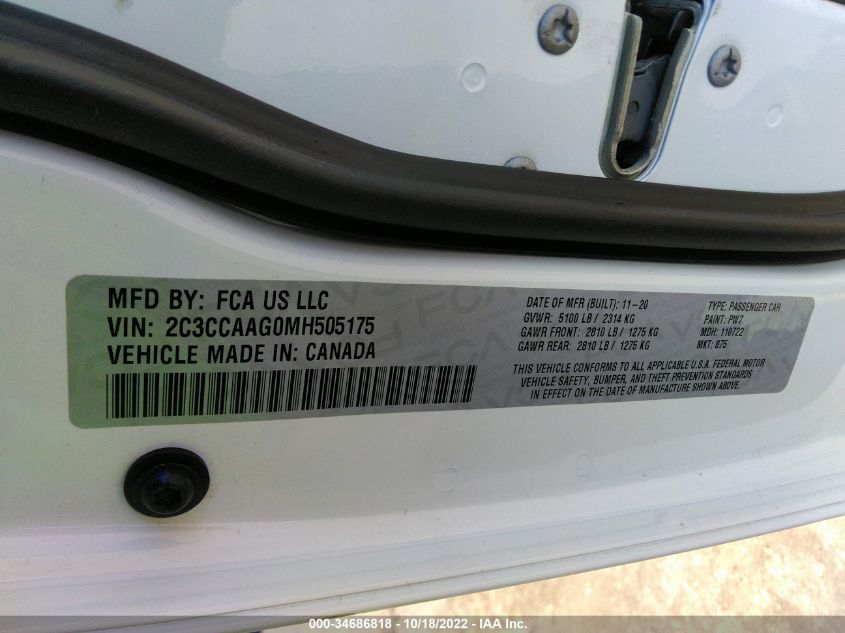 MFD BY: FCA US LLC
VIN: 2C3CCAAG0MH505175
VEHICLE MADE IN: CANADA
DATE OF MFR (BUILT): 11-20
GVWR: 5100 LB / 2314 KG
GAWR FRONT: 2810 LB / 1275 KG
GAWR REAR: 2810 LB / 1275 KG
TYPE: PASSENGER CAR
PAINT: PW7
MDH: 110722
MKT: 875
THIS VEHICLE CONFORMS TO ALL APPLICABLE U.S.A. FEDERAL MOTOR
VEHICLE SAFETY, BUMPER, AND THEFT PREVENTION STANDARDS
IN EFFECT ON THE DATE OF MANUFACTURE SHOWN ABOVE.
000-34686818 - 10/18/2022 - © IAA Inc.